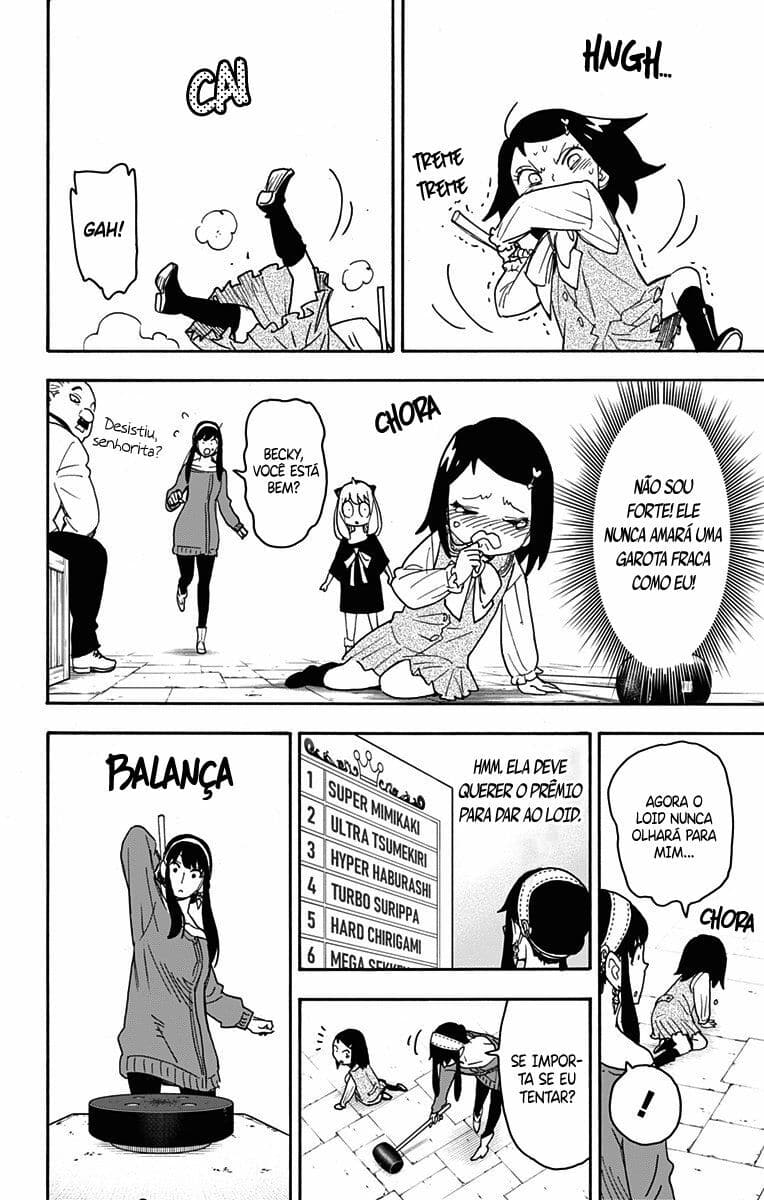 HNGH...
TREME
TREME
CAI
GAH!
NÃO SOU
FORTE! ELE
NUNCA AMARÁ UMA
GAROTA FRACA
COMO EU!
CHORA
BECKY,
VOCÊ ESTÁ
BEM?
Desistiu,
senhorita?
AGORA O
LOID NUNCA
OLHARÁ PARA
MIM...
CHORA
!
HMM. ELA DEVE
QUERER O PRÊMIO
PARA DAR AO LOID.
1 SUPER MIMIKAKI
2 ULTRA TSUMEKIRI
3 HYPER HABURASHI
4 TURBO SURIPPA
5 HARD CHIRIGAMI
6 MEGA
SE IMPOR-
TA SE EU
TENTAR?
BALANÇA